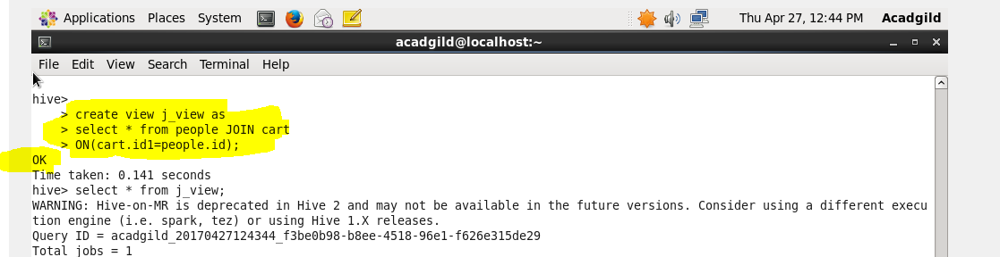 Applications Places System Thu Apr 27, 12:44 PM Acadgild
acadgild@localhost:~
File Edit View Search Terminal Help
hive>
> create view j_view as
> select * from people JOIN cart
> ON(cart.id1=people.id);
OK
Time taken: 0.141 seconds
hive> select * from j_view;
WARNING: Hive-on-MR is deprecated in Hive 2 and may not be available in the future versions. Consider using a different execu
tion engine (i.e. spark, tez) or using Hive 1.X releases.
Query ID = acadgild_20170427124344_f3be0b98-b8ee-4518-96e1-f626e315de29
Total jobs = 1